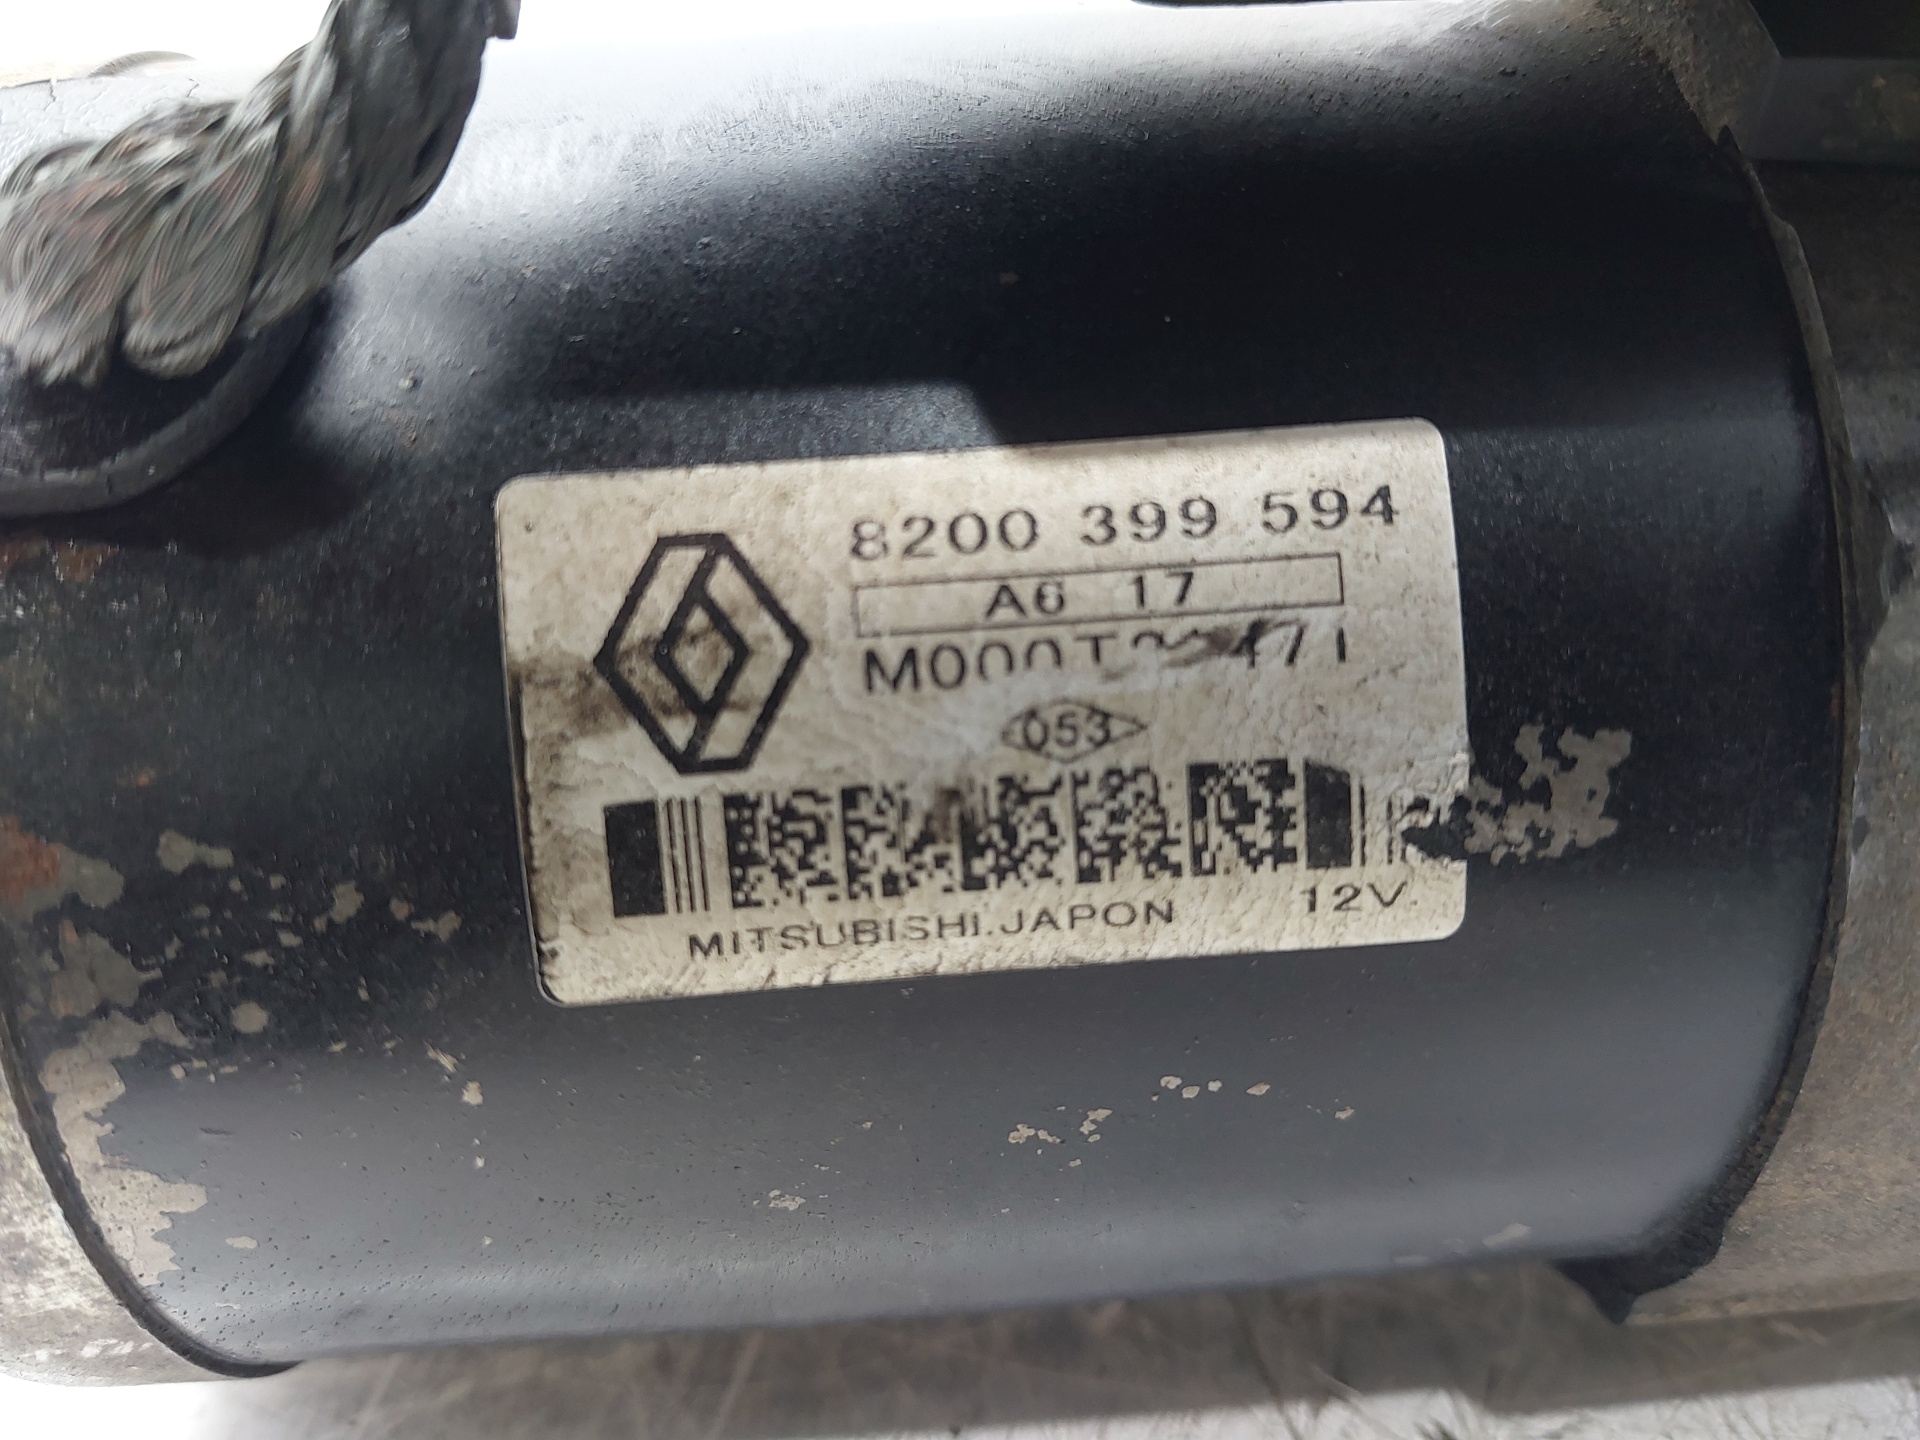 8200 399 594
A6 17
053
MITSUBISHI.JAPON 12V.